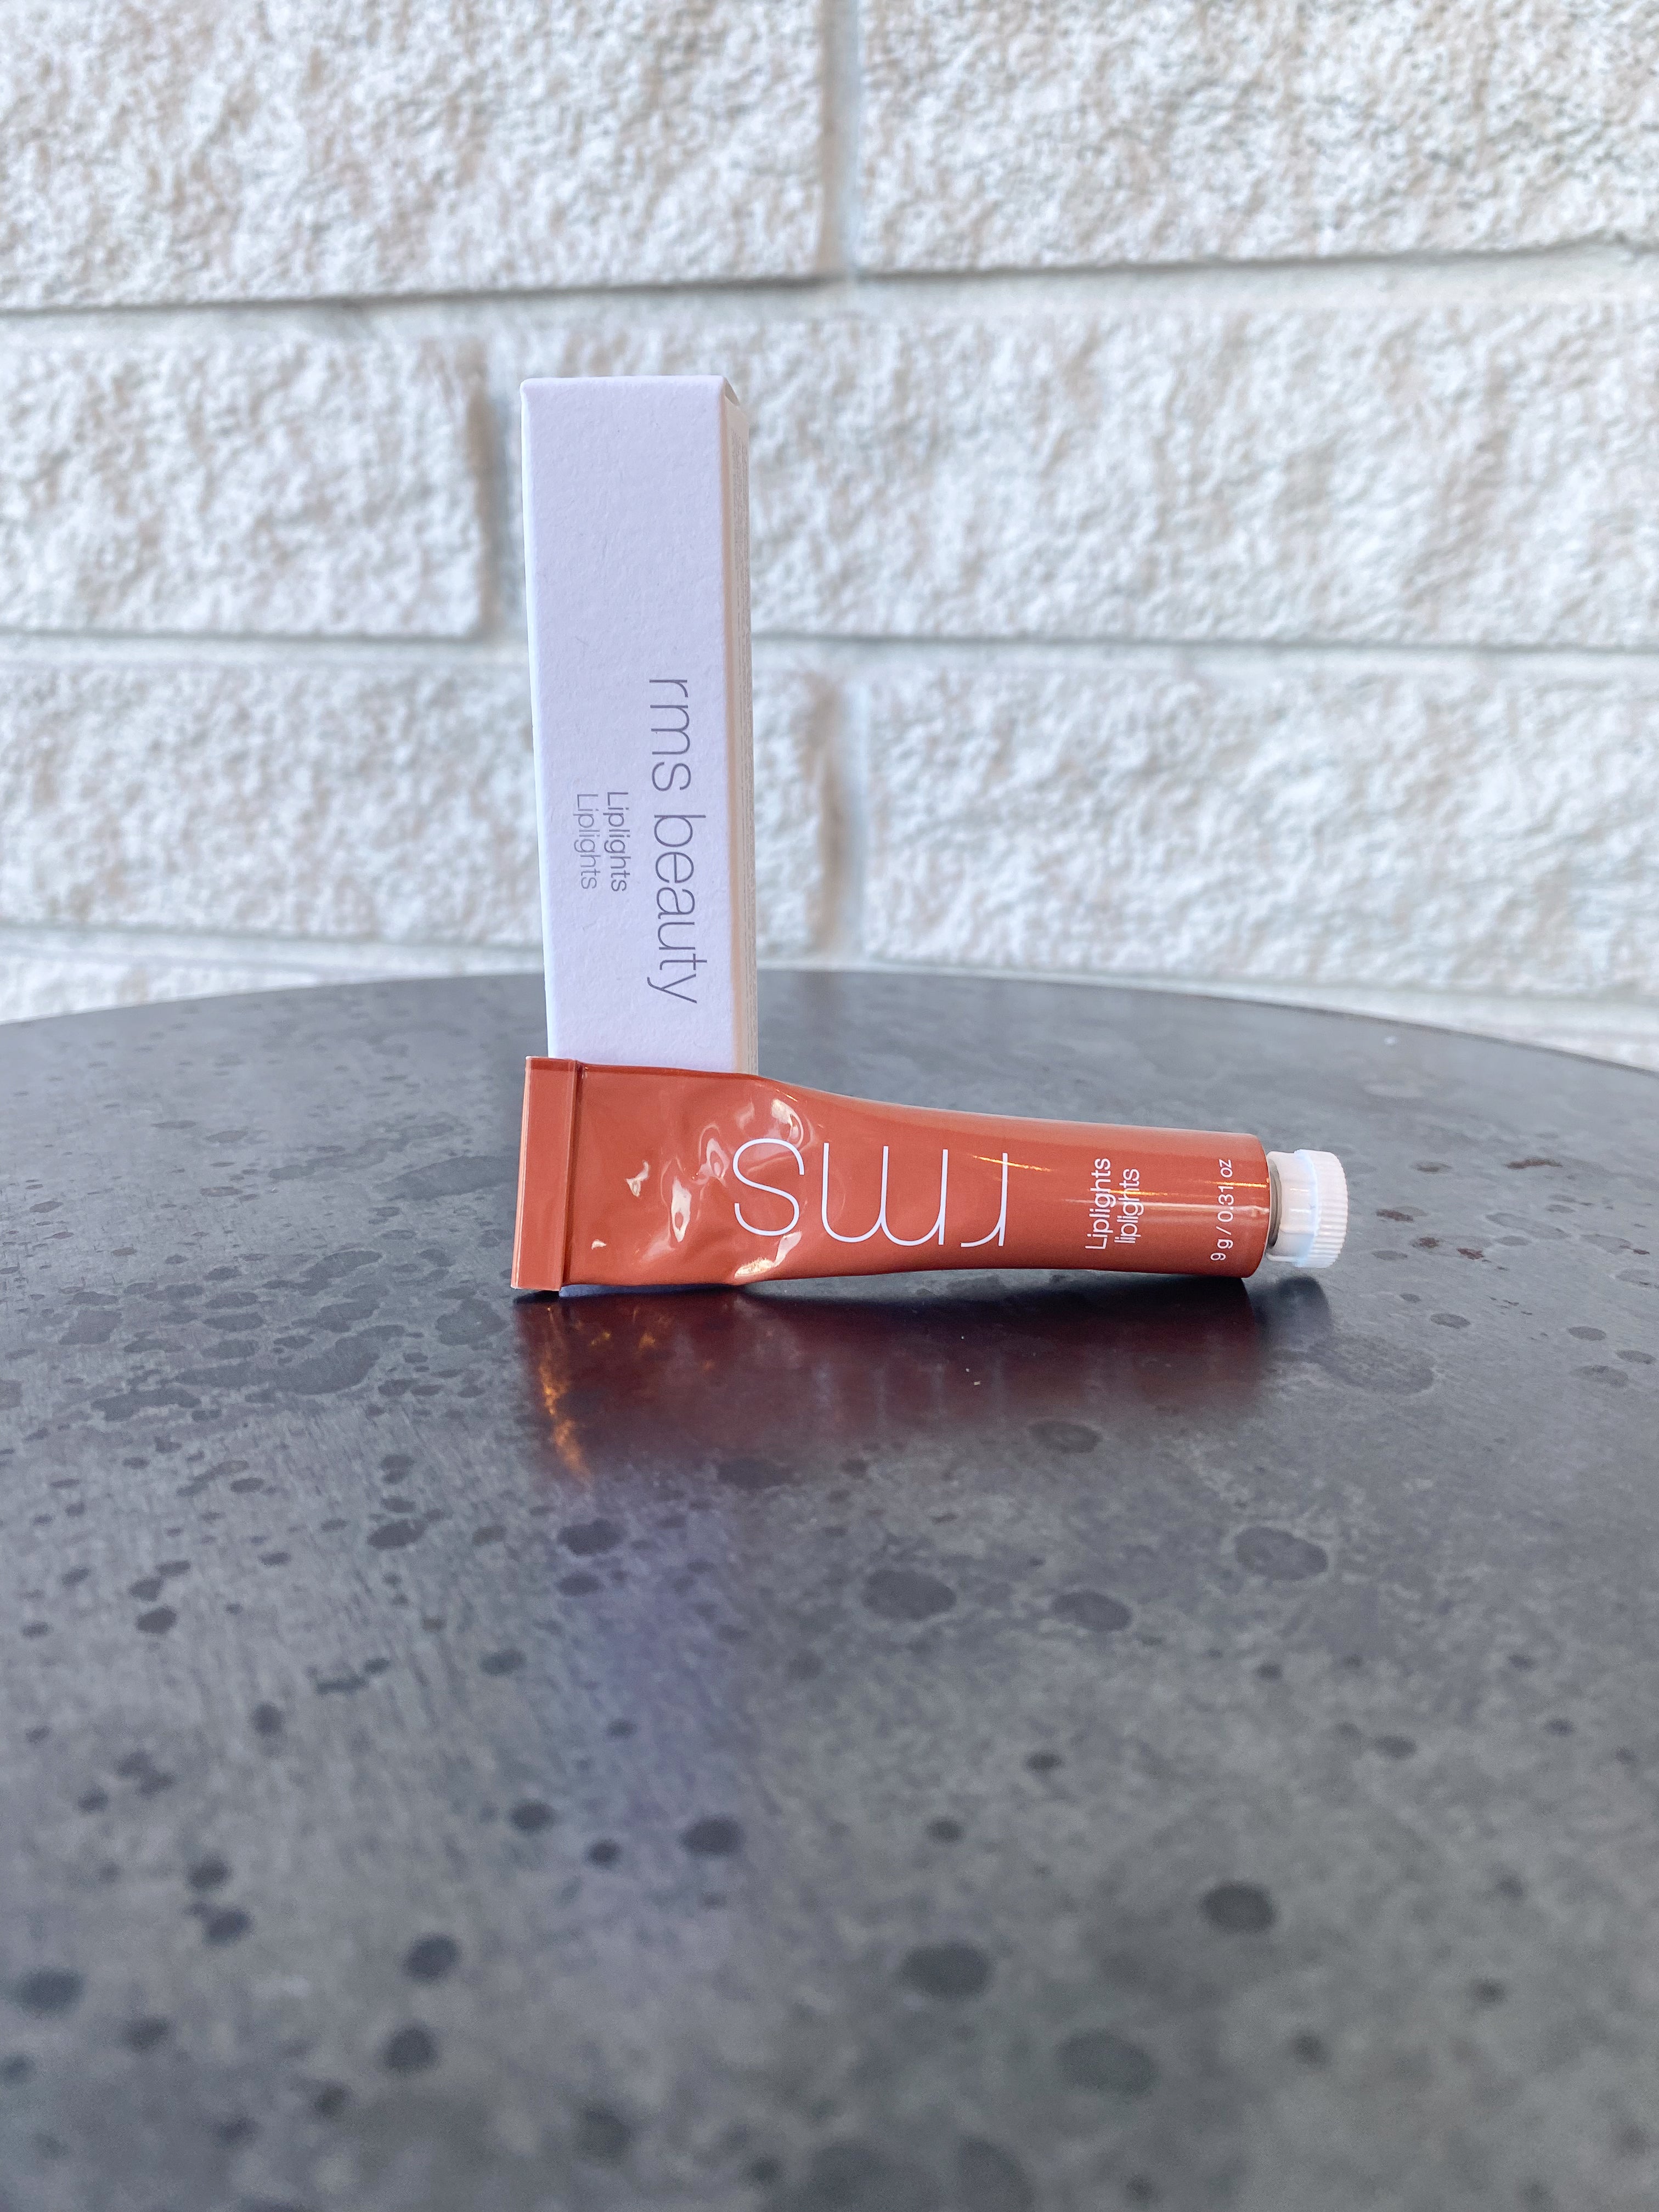 rms beauty
Liplights
Liplights
rms
Liplights
liplights
9 g / 0.31 oz